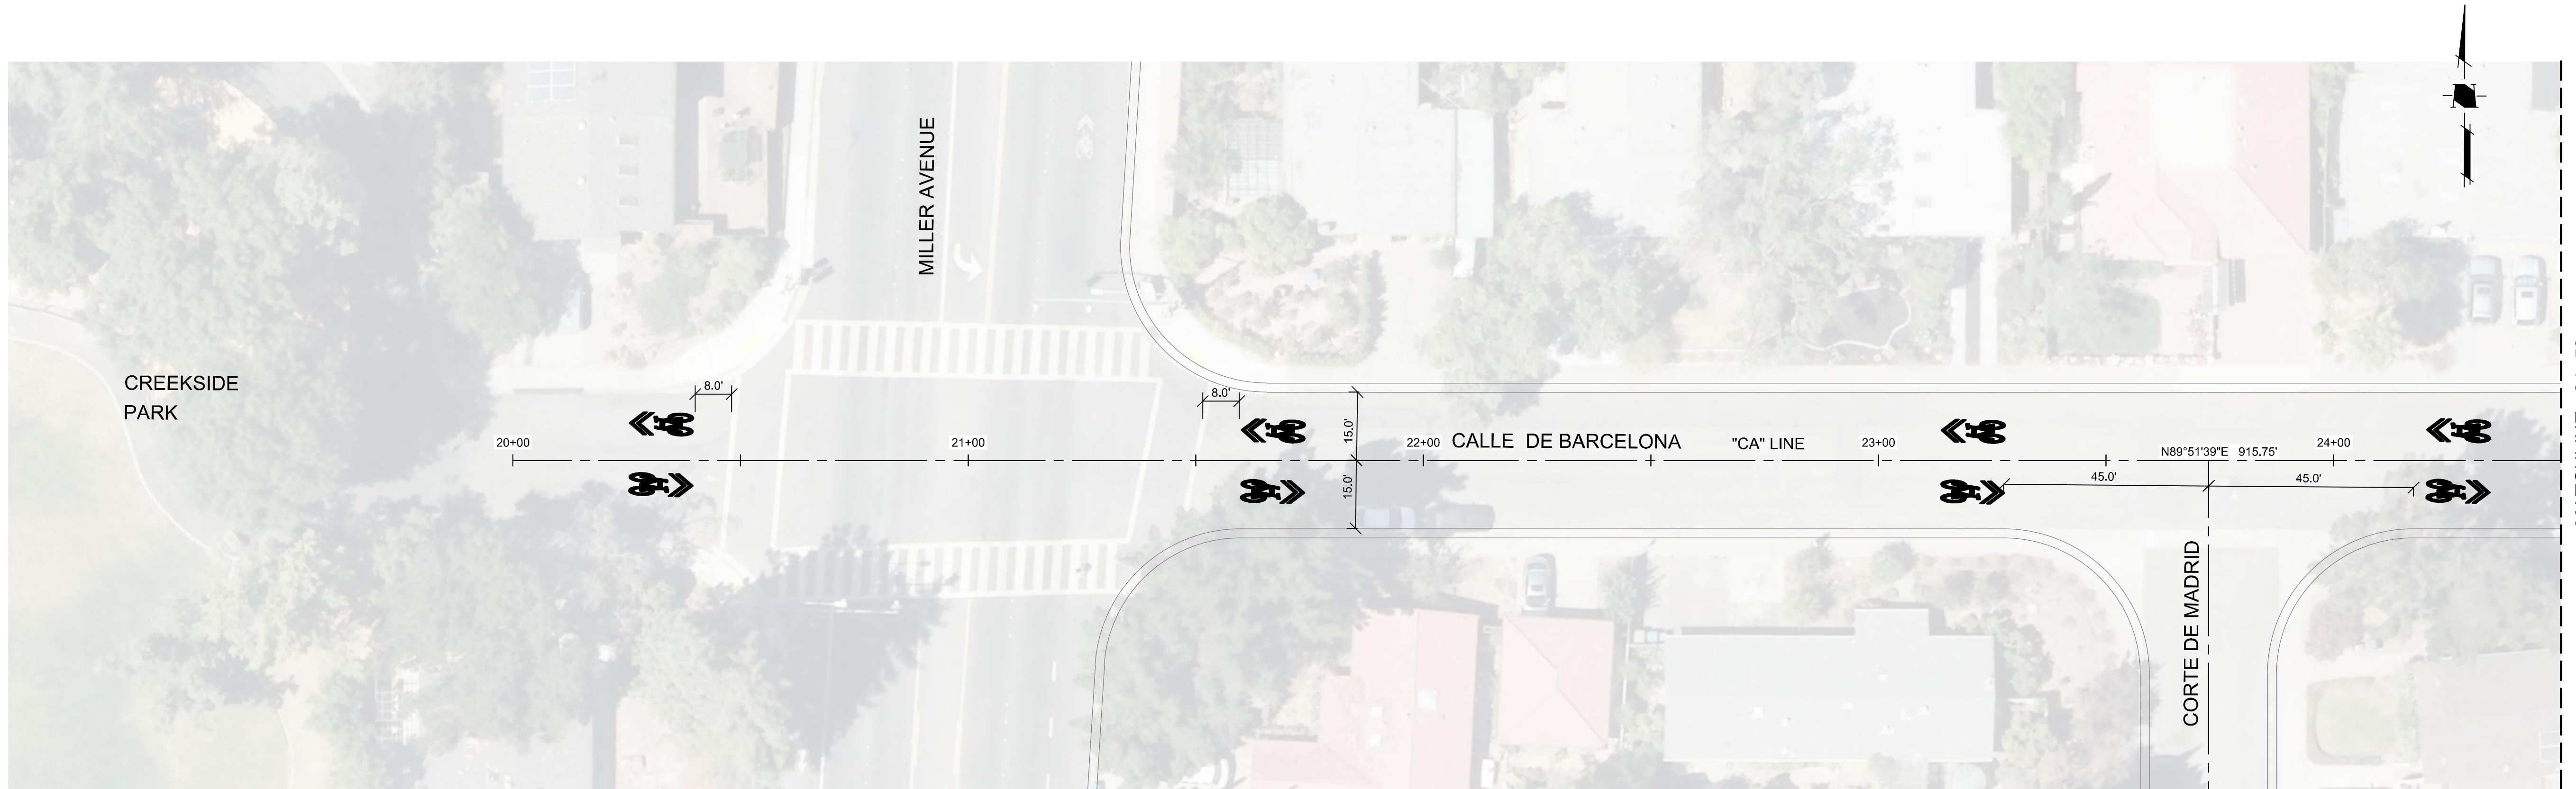 MILLER AVENUE
CREEKSIDE
PARK
8.0'
8.0'
15.0'
15.0'
20+00
21+00
22+00
CALLE DE BARCELONA
"CA" LINE
23+00
N89°51'39"E 915.75'
24+00
45.0'
45.0'
CORTE DE MADRID